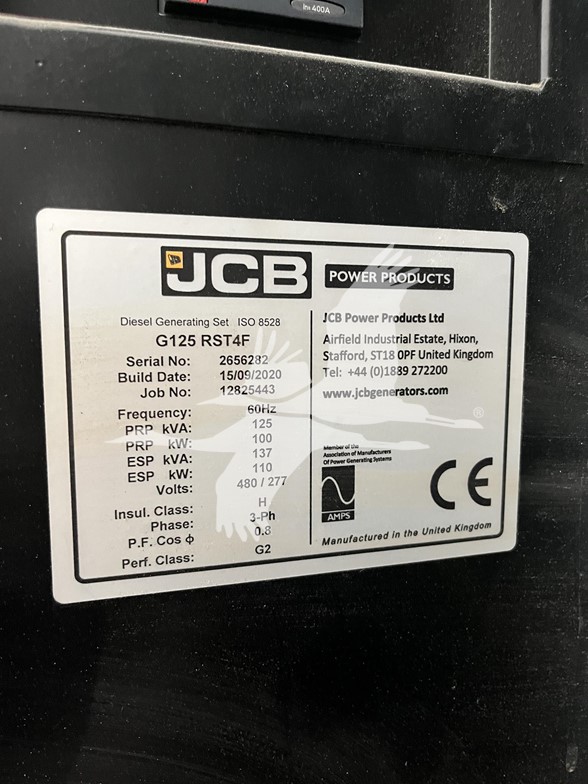 In= 400A
JCB POWER PRODUCTS
Diesel Generating Set ISO 8528
G125 RST4F
Serial No: 2656282
Build Date: 15/09/2020
Job No: 12825443
Frequency: 60Hz
PRP kVA: 125
PRP kW: 100
ESP kVA: 137
ESP kW: 110
Volts: 480 / 277
Insul. Class: H
Phase: 3-Ph
P.F. Cos ϕ 0.8
Perf. Class: G2
JCB Power Products Ltd
Airfield Industrial Estate, Hixon,
Stafford, ST18 0PF United Kingdom
Tel: +44 (0)1889 272200
www.jcbgenerators.com
Member of the
Association of Manufacturers
Of Power Generating Systems
AMPS
CE
Manufactured in the United Kingdom
®